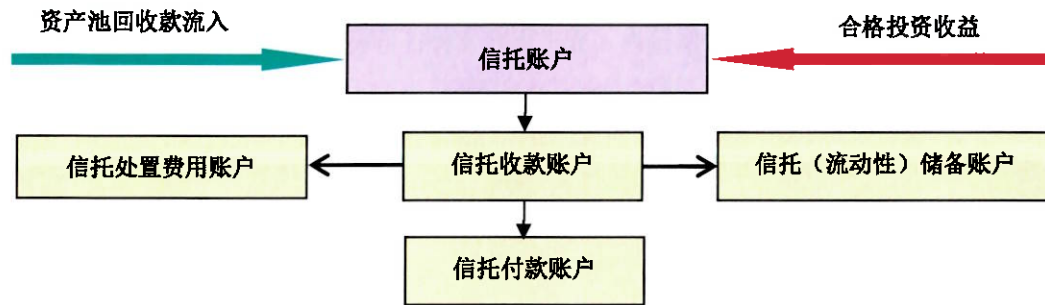 资产池回收款流入
合格投资收益
信托账户
信托处置费用账户
信托收款账户
信托（流动性）储备账户
信托付款账户